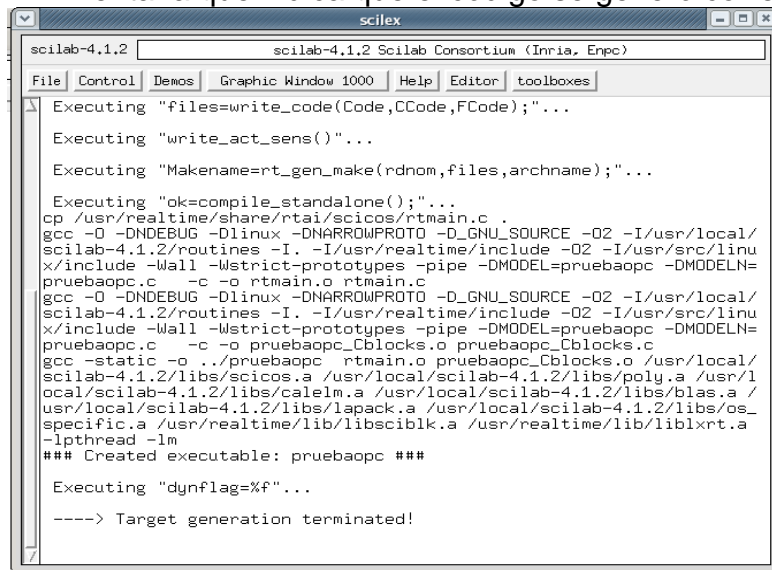 scilex
scilab-4.1.2 scilab-4.1.2 Scilab Consortium (Inria, Enpc)
File Control Demos Graphic Window 1000 Help Editor toolboxes
Executing "files=write_code(Code,CCode,FCode);"...
Executing "write_act_sens()"...
Executing "Makename=rt_gen_make(rdnom,files,archname);"...
Executing "ok=compile_standalone();"...
cp /usr/realtime/share/rtai/scicos/rtmain.c .
gcc -O -DNDEBUG -Dlinux -DNARROWPROTO -D_GNU_SOURCE -O2 -I/usr/local/
scilab-4.1.2/routines -I. -I/usr/realtime/include -O2 -I/usr/src/linu
x/include -Wall -Wstrict-prototypes -pipe -DMODEL=pruebaopc -DMODELN=
pruebaopc.c   -c -o rtmain.o rtmain.c
gcc -O -DNDEBUG -Dlinux -DNARROWPROTO -D_GNU_SOURCE -O2 -I/usr/local/
scilab-4.1.2/routines -I. -I/usr/realtime/include -O2 -I/usr/src/linu
x/include -Wall -Wstrict-prototypes -pipe -DMODEL=pruebaopc -DMODELN=
pruebaopc.c   -c -o pruebaopc_Cblocks.o pruebaopc_Cblocks.c
gcc -static -o ../pruebaopc  rtmain.o pruebaopc_Cblocks.o /usr/local/
scilab-4.1.2/libs/scicos.a /usr/local/scilab-4.1.2/libs/poly.a /usr/l
ocal/scilab-4.1.2/libs/calelm.a /usr/local/scilab-4.1.2/libs/blas.a /
usr/local/scilab-4.1.2/libs/lapack.a /usr/local/scilab-4.1.2/libs/os_
specific.a /usr/realtime/lib/libsciblk.a /usr/realtime/lib/liblxrt.a
-lpthread -lm
### Created executable: pruebaopc ###
Executing "dynflag=%f"...
----> Target generation terminated!